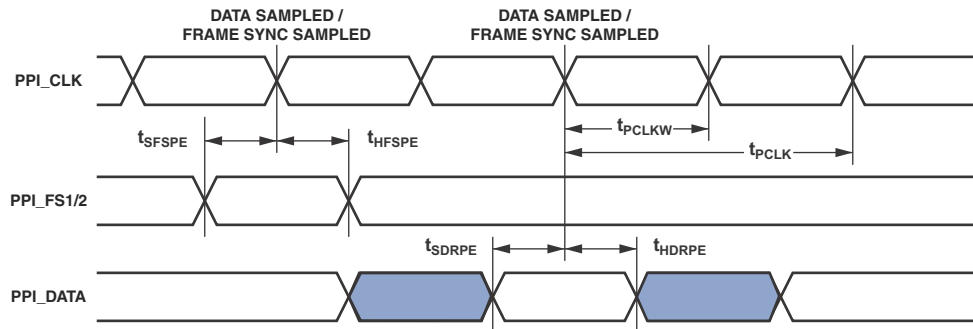 DATA SAMPLED /
FRAME SYNC SAMPLED
DATA SAMPLED /
FRAME SYNC SAMPLED
PPI_CLK
tSFSPE
tHFSPE
tPCLKW
tPCLK
PPI_FS1/2
tSDRPE
tHDRPE
PPI_DATA